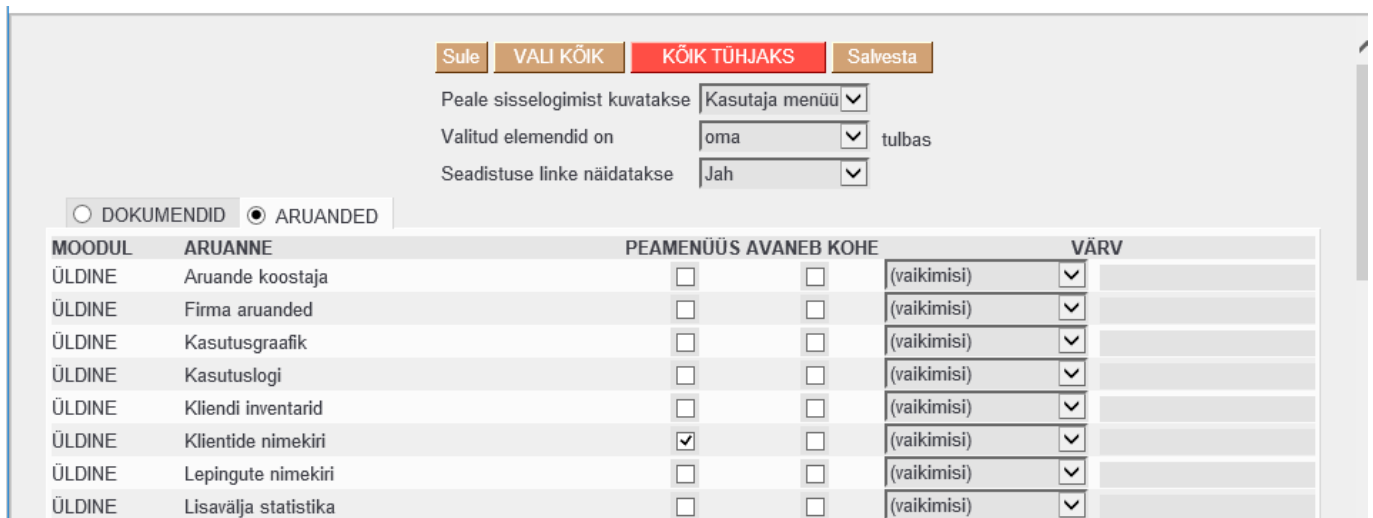 Sule VALI KÕIK KÕIK TÜHJAKS Salvesta
Peale sisselogimist kuvatakse Kasutaja menüü
Valitud elemendid on oma tulbas
Seadistuse linke näidatakse Jah
DOKUMENDID ARUANDED
MOODUL ARUANNE PEAMENÜÜS AVANEB KOHE VÄRV
ÜLDINE Aruande koostaja (vaikimisi)
ÜLDINE Firma aruanded (vaikimisi)
ÜLDINE Kasutusgraafik (vaikimisi)
ÜLDINE Kasutuslogi (vaikimisi)
ÜLDINE Kliendi inventarid (vaikimisi)
ÜLDINE Klientide nimekiri (vaikimisi)
ÜLDINE Lepingute nimekiri (vaikimisi)
ÜLDINE Lisavälja statistika (vaikimisi)